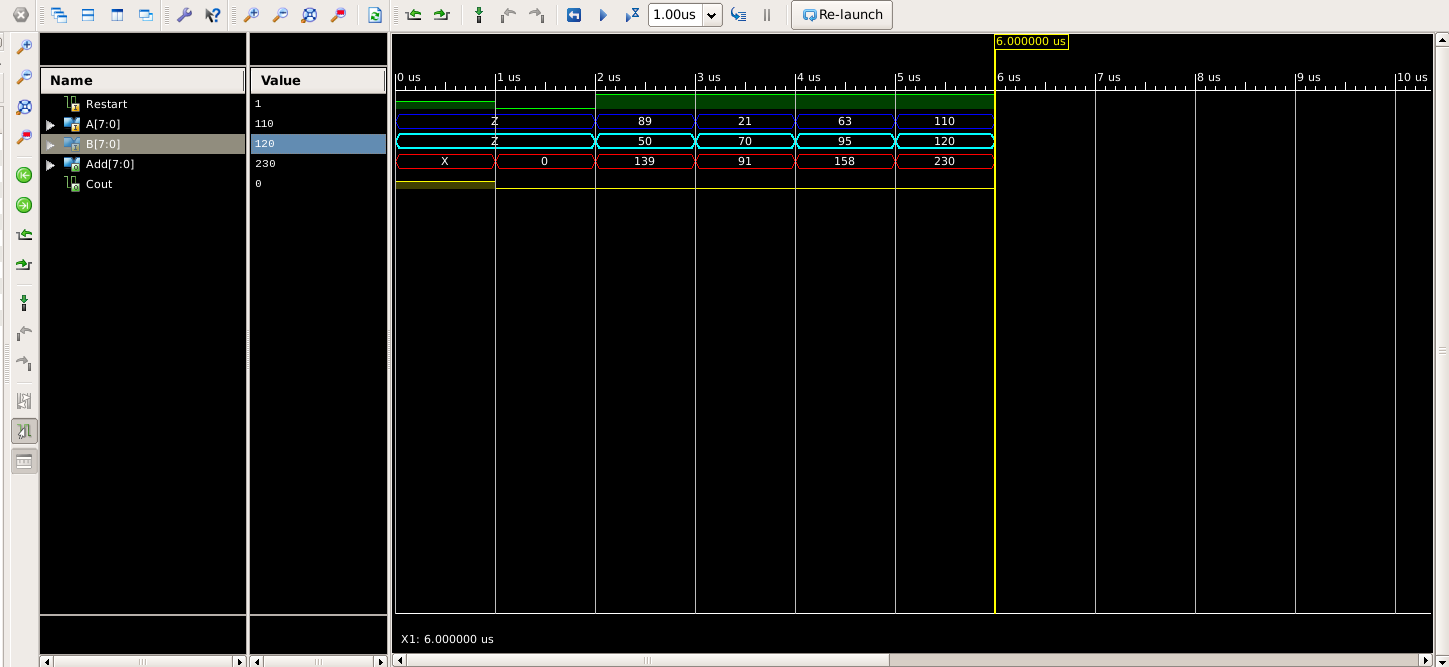 1.00us Re-launch
6.000000 us
Name Value
0 us 1 us 2 us 3 us 4 us 5 us 6 us 7 us 8 us 9 us 10 us
Restart 1
A[7:0] 110 Z 89 21 63 110
B[7:0] 120 Z 50 70 95 120
Add[7:0] 230 X 0 139 91 158 230
Cout 0
X1: 6.000000 us